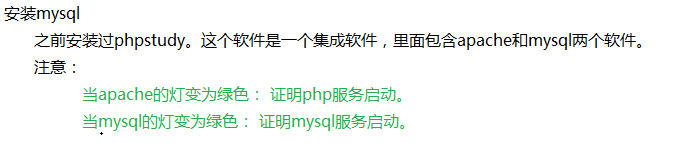 安装mysql
之前安装过phpstudy。这个软件是一个集成软件，里面包含apache和mysql两个软件。
注意：
当apache的灯变为绿色： 证明php服务启动。
当mysql的灯变为绿色： 证明mysql服务启动。